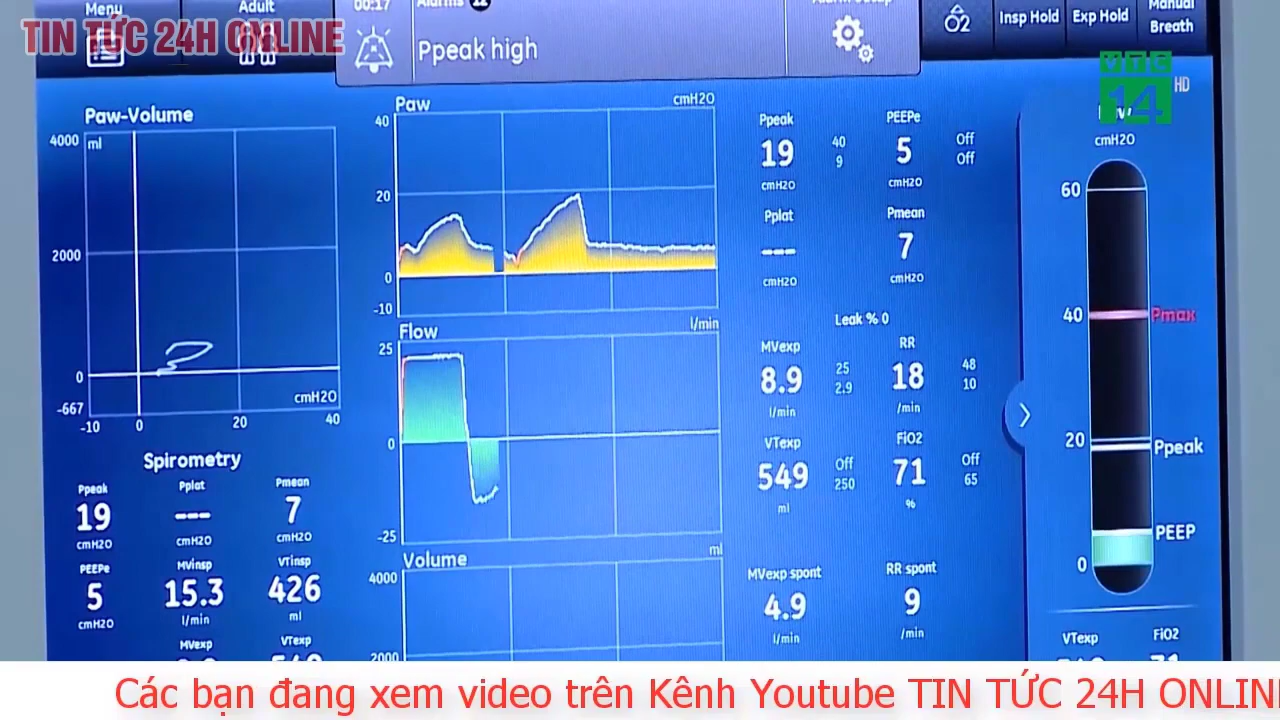 Menu
Adult
TIN TỨC 24H ONLINE
00:17
Alarms 12
Ppeak high
Alarm Setup
O2
Insp Hold
Exp Hold
Manual
Breath
VTC
14
HD
Paw-Volume
4000
ml
2000
0
-667
-10
0
20
40
cmH2O
Paw
cmH2O
40
20
0
-10
Flow
l/min
25
0
-25
Volume
ml
4000
2000
Ppeak
19
40
9
cmH2O
PEEPe
5
Off
Off
cmH2O
Pplat
---
cmH2O
Pmean
7
cmH2O
Leak % 0
MVexp
8.9
25
2.9
l/min
RR
18
48
10
/min
VTexp
549
Off
250
ml
FiO2
71
Off
65
%
MVexp spont
4.9
l/min
RR spont
9
/min
Spirometry
Ppeak
19
cmH2O
Pplat
---
cmH2O
Pmean
7
cmH2O
PEEPe
5
cmH2O
MVinsp
15.3
l/min
VTinsp
426
ml
MVexp
VTexp
Paw
cmH2O
60
40
Pmax
20
Ppeak
PEEP
0
VTexp
FiO2
Các bạn đang xem video trên Kênh Youtube TIN TỨC 24H ONLIN